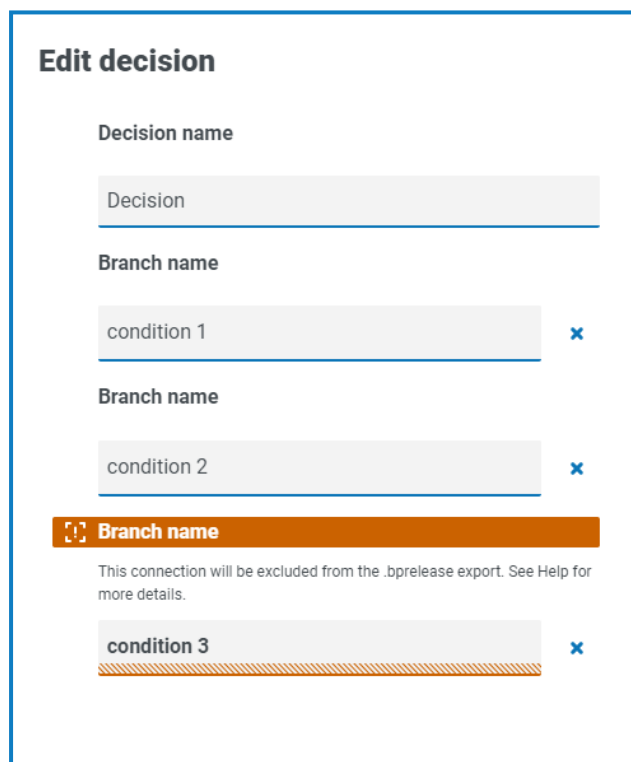 Edit decision
Decision name
Decision
Branch name
condition 1
Branch name
condition 2
Branch name
This connection will be excluded from the .bprelease export. See Help for
more details.
condition 3